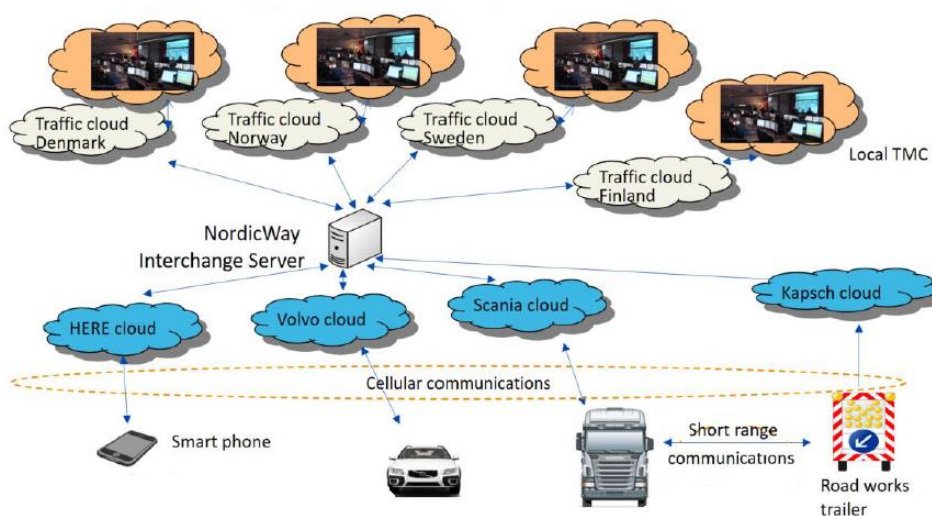 Traffic cloud
Denmark
Traffic cloud
Norway
Traffic cloud
Sweden
Local TMC
Traffic cloud
Finland
NordicWay
Interchange Server
HERE cloud
Volvo cloud
Scania cloud
Kapsch cloud
Cellular communications
Smart phone
Short range
communications
Road works
trailer